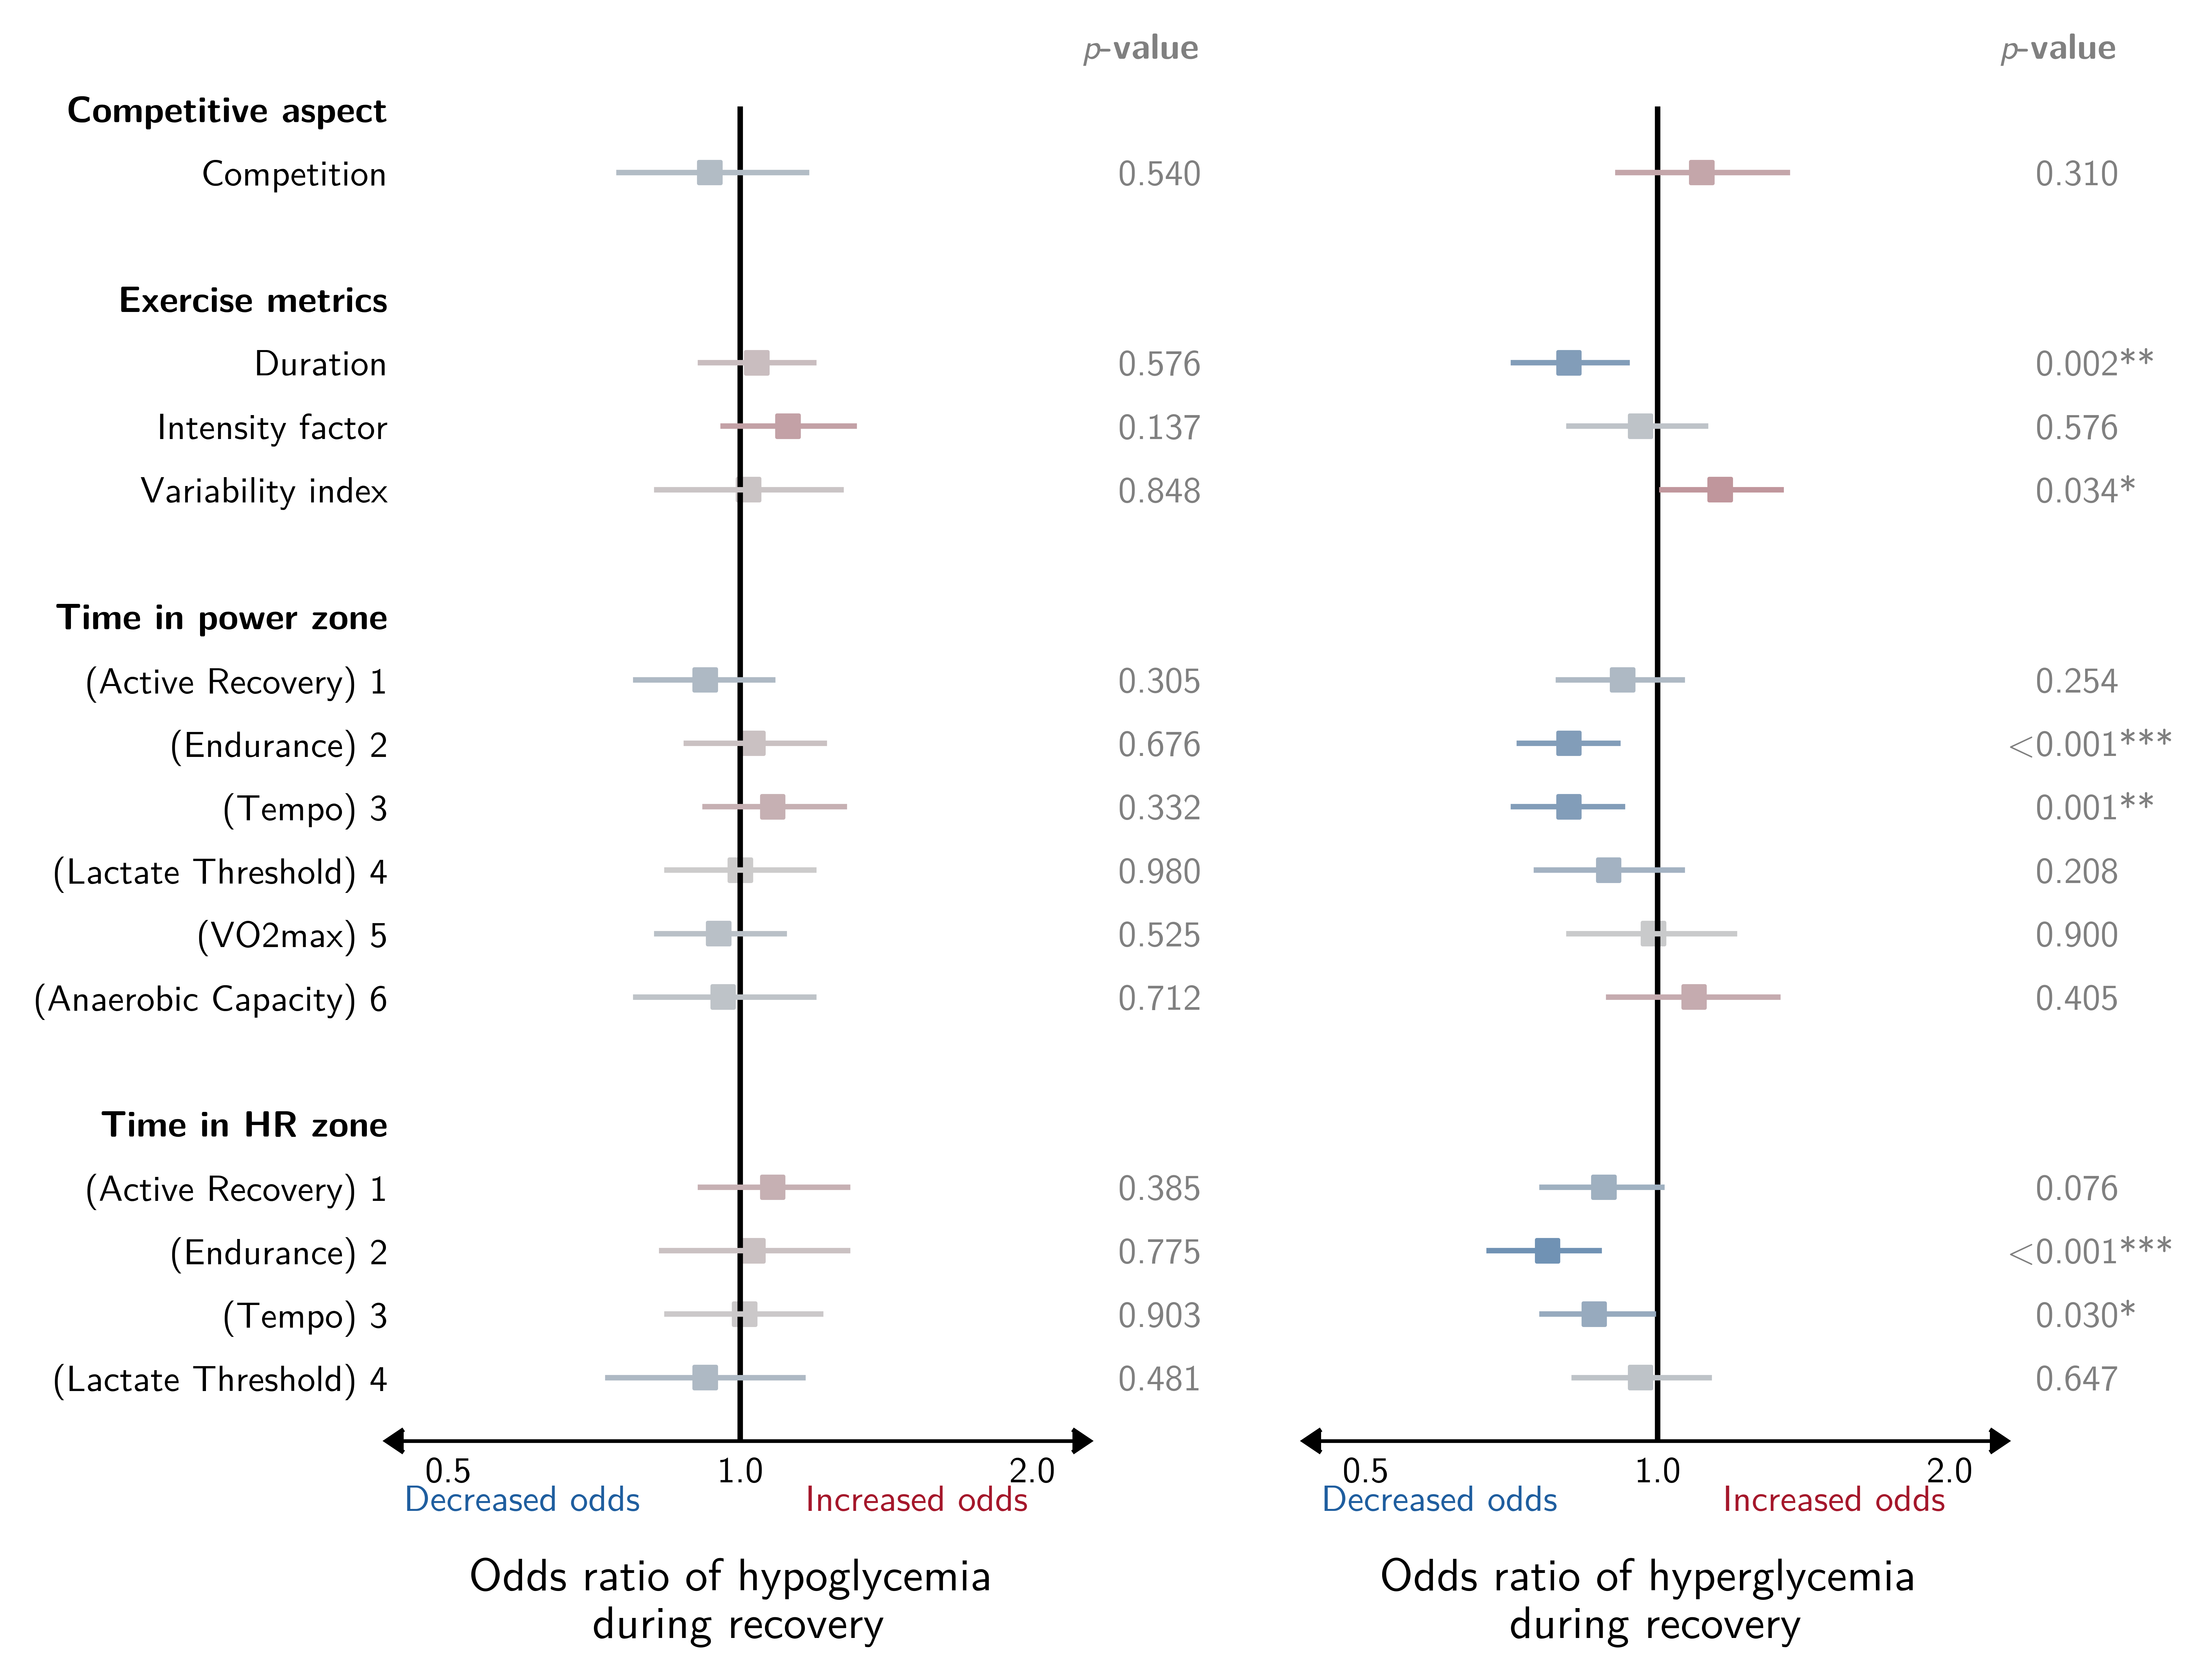 p-value p-value
Competitive aspect
Competition 0.540 0.310
Exercise metrics
Duration 0.576 0.002**
Intensity factor 0.137 0.576
Variability index 0.848 0.034*
Time in power zone
(Active Recovery) 1 0.305 0.254
(Endurance) 2 0.676 <0.001***
(Tempo) 3 0.332 0.001**
(Lactate Threshold) 4 0.980 0.208
(VO2max) 5 0.525 0.900
(Anaerobic Capacity) 6 0.712 0.405
Time in HR zone
(Active Recovery) 1 0.385 0.076
(Endurance) 2 0.775 <0.001***
(Tempo) 3 0.903 0.030*
(Lactate Threshold) 4 0.481 0.647
0.5 1.0 2.0 0.5 1.0 2.0
Decreased odds Increased odds Decreased odds Increased odds
Odds ratio of hypoglycemia
during recovery
Odds ratio of hyperglycemia
during recovery